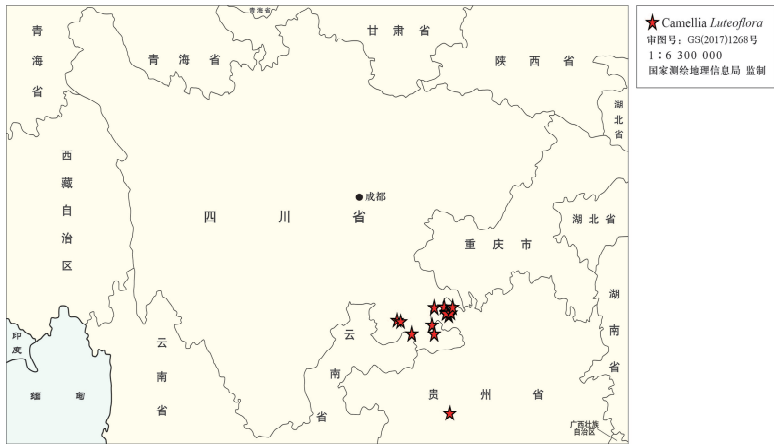 青海省
青海省
青海省
甘肃省
陕西省
湖北省
西藏自治区
成都
四川省
重庆市
湖北省
湖南省
印度
缅甸
云南省
云南省
贵州省
广西壮族
自治区
Camellia Luteoflora
审图号：GS(2017)1268号
1：6 300 000
国家测绘地理信息局 监制